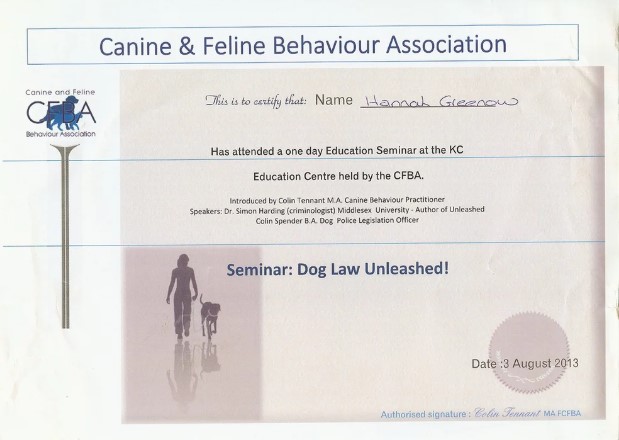 Canine & Feline Behaviour Association
Canine and Feline
CFBA
Behaviour Association
This is to certify that: Name Hannah Greenow
Has attended a one day Education Seminar at the KC
Education Centre held by the CFBA.
Introduced by Colin Tennant M.A. Canine Behaviour Practitioner
Speakers: Dr. Simon Harding (criminologist) Middlesex University - Author of Unleashed
Colin Spender B.A. Dog Police Legislation Officer
Seminar: Dog Law Unleashed!
Date :3 August 2013
Authorised signature : Colin Tennant MA FCFBA